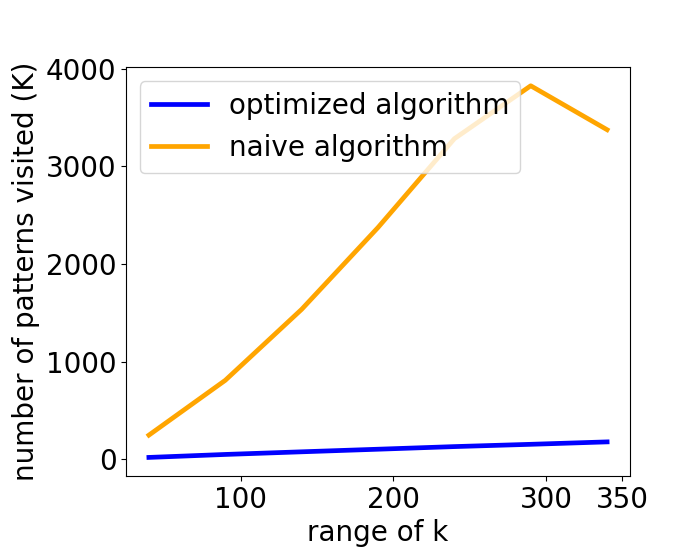 number of patterns visited (K)
4000
3000
2000
1000
0
optimized algorithm
naive algorithm
100
200
300
350
range of k